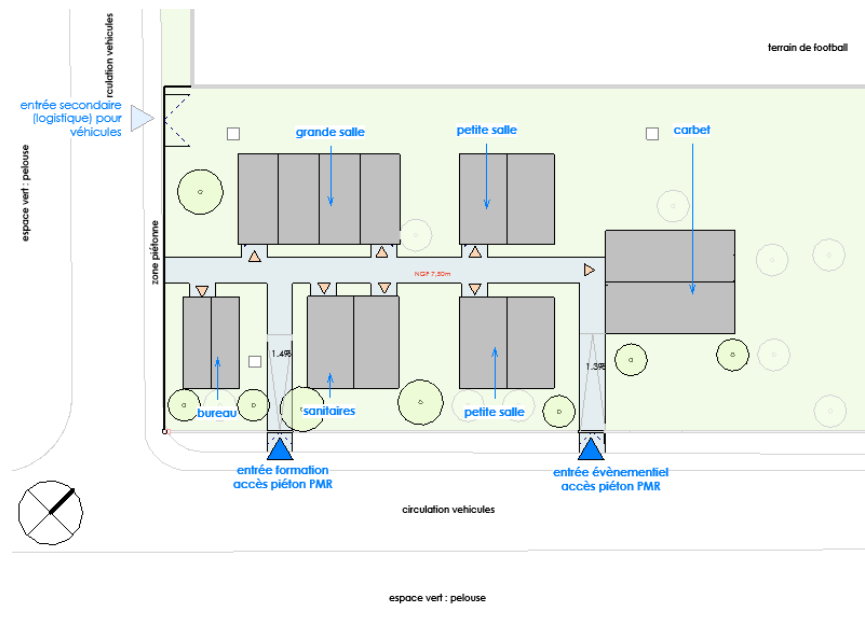 terrain de football
rculation vehicules
entrée secondaire
(logistique) pour
véhicules
grande salle
petite salle
carbet
espace vert : pelouse
zone piétonne
NGF 7,50m
1.4%
1.3%
bureau
sanitaires
petite salle
entrée formation
accès piéton PMR
entrée évènementiel
accès piéton PMR
circulation vehicules
espace vert : pelouse